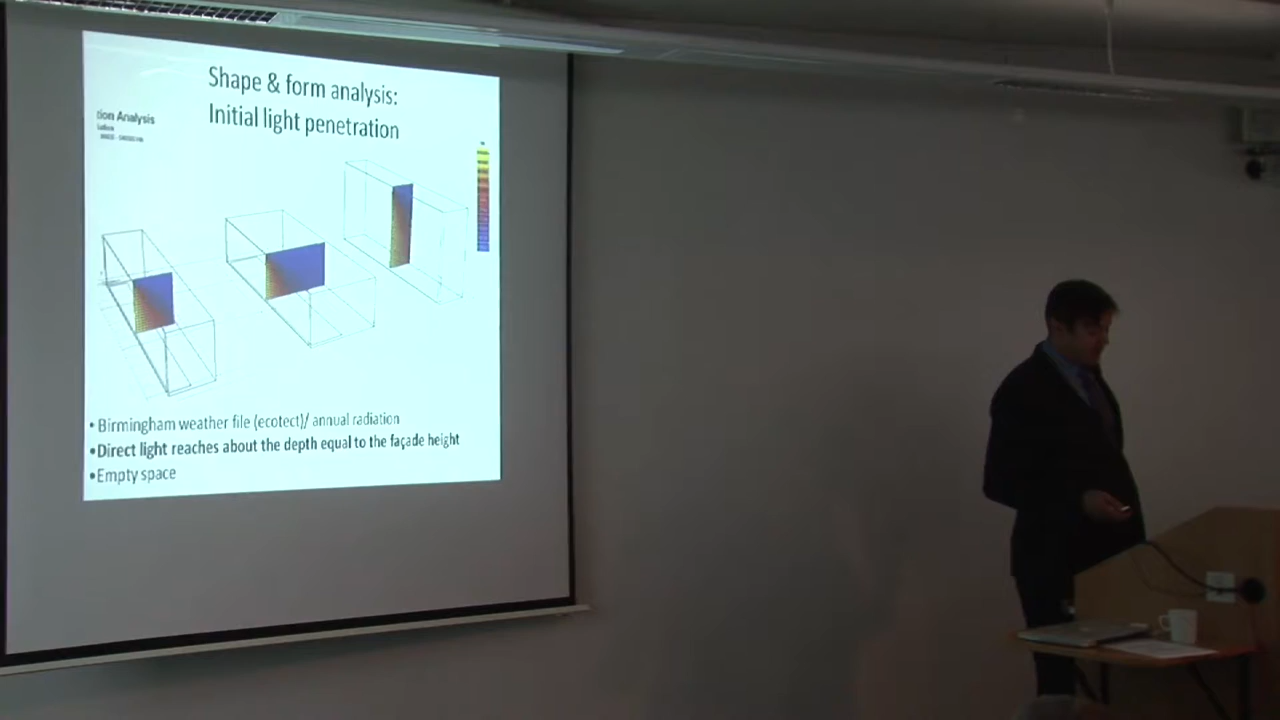 Shape & form analysis:
Initial light penetration
tion Analysis
• Birmingham weather file (ecotect)/ annual radiation
•Direct light reaches about the depth equal to the façade height
•Empty space